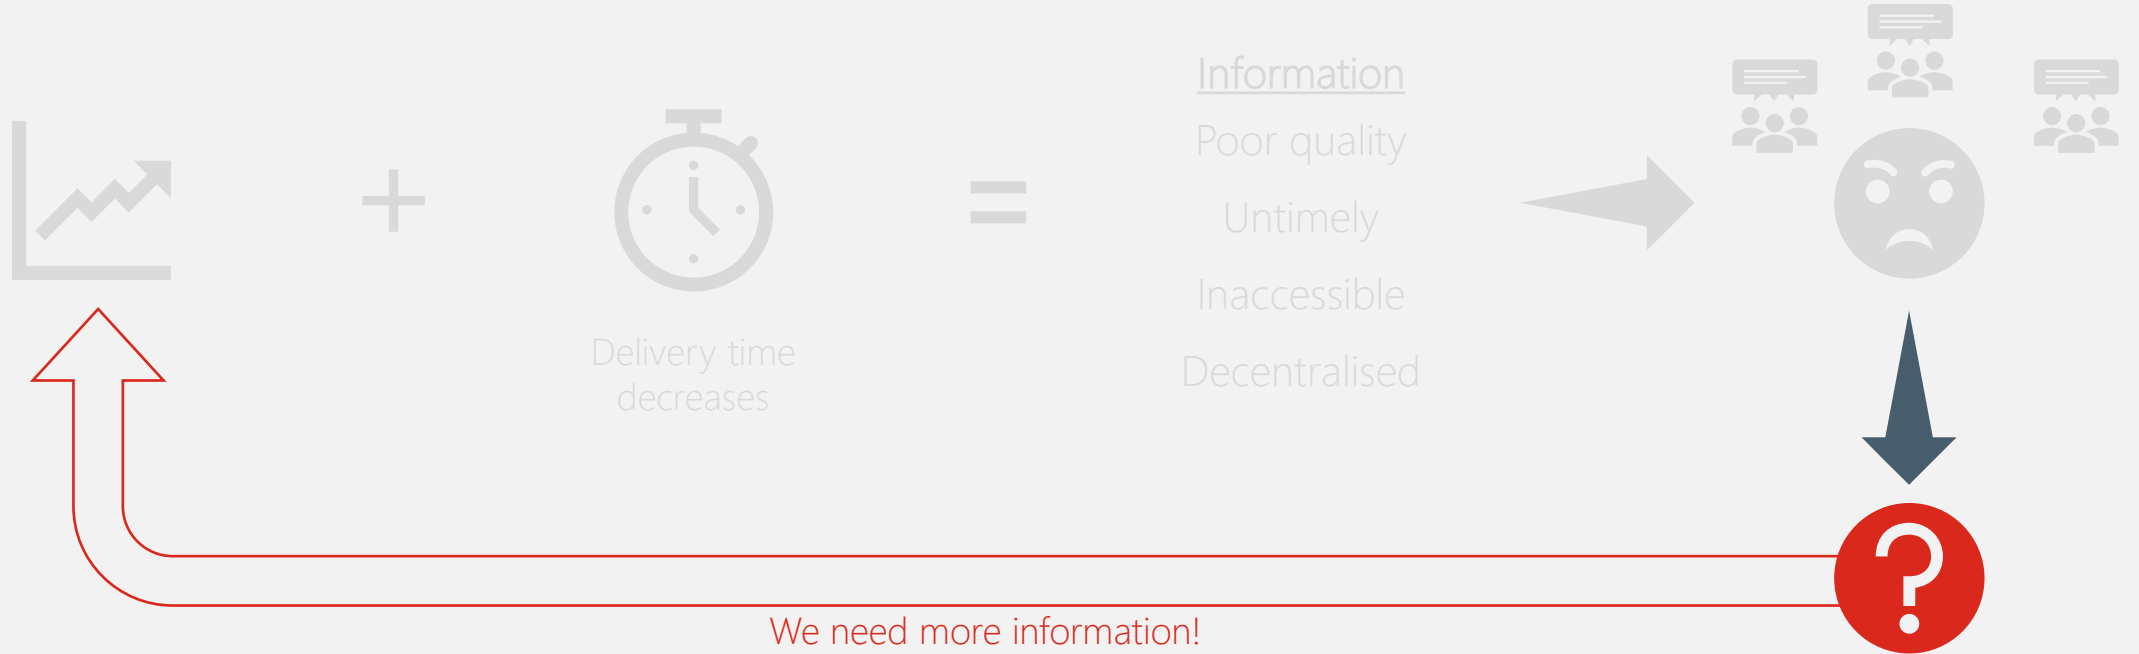 Information
Poor quality
Untimely
Inaccessible
Decentralised
Delivery time
decreases
We need more information!